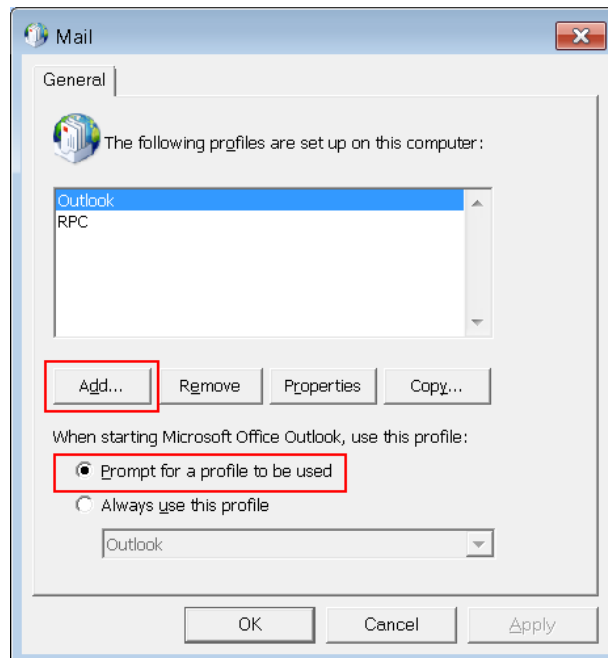 Mail
General
The following profiles are set up on this computer:
Outlook
RPC
Add...
Remove
Properties
Copy...
When starting Microsoft Office Outlook, use this profile:
Prompt for a profile to be used
Always use this profile
Outlook
OK
Cancel
Apply